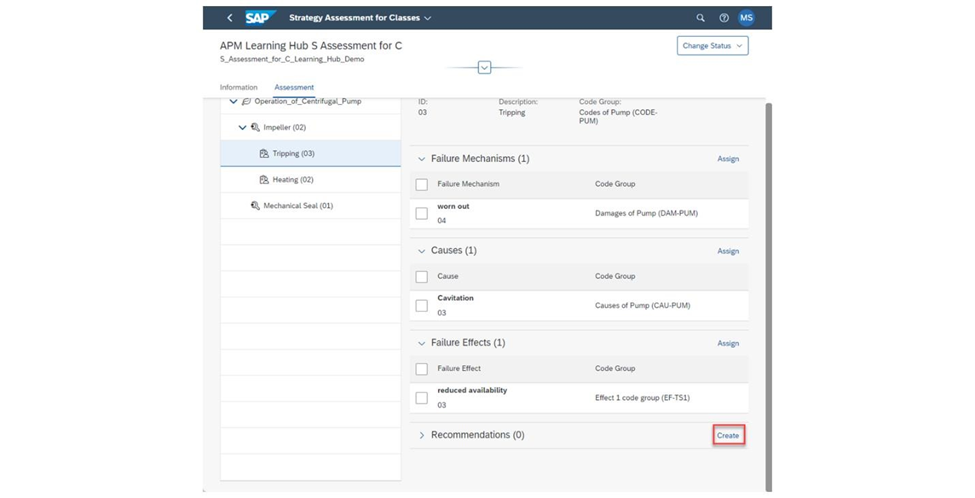 SAP Strategy Assessment for Classes MS
APM Learning Hub S Assessment for C
Change Status
S_Assessment_for_C_Learning_Hub_Demo
Information Assessment
Operation_of_Centrifugal_Pump
Impeller (02)
Tripping (03)
Heating (02)
Mechanical Seal (01)
ID: Description: Code Group:
03 Tripping Codes of Pump (CODE-
PUM)
Failure Mechanisms (1) Assign
Failure Mechanism Code Group
worn out
04
Damages of Pump (DAM-PUM)
Causes (1) Assign
Cause Code Group
Cavitation
03
Causes of Pump (CAU-PUM)
Failure Effects (1) Assign
Failure Effect Code Group
reduced availability
03
Effect 1 code group (EF-TS1)
Recommendations (0) Create